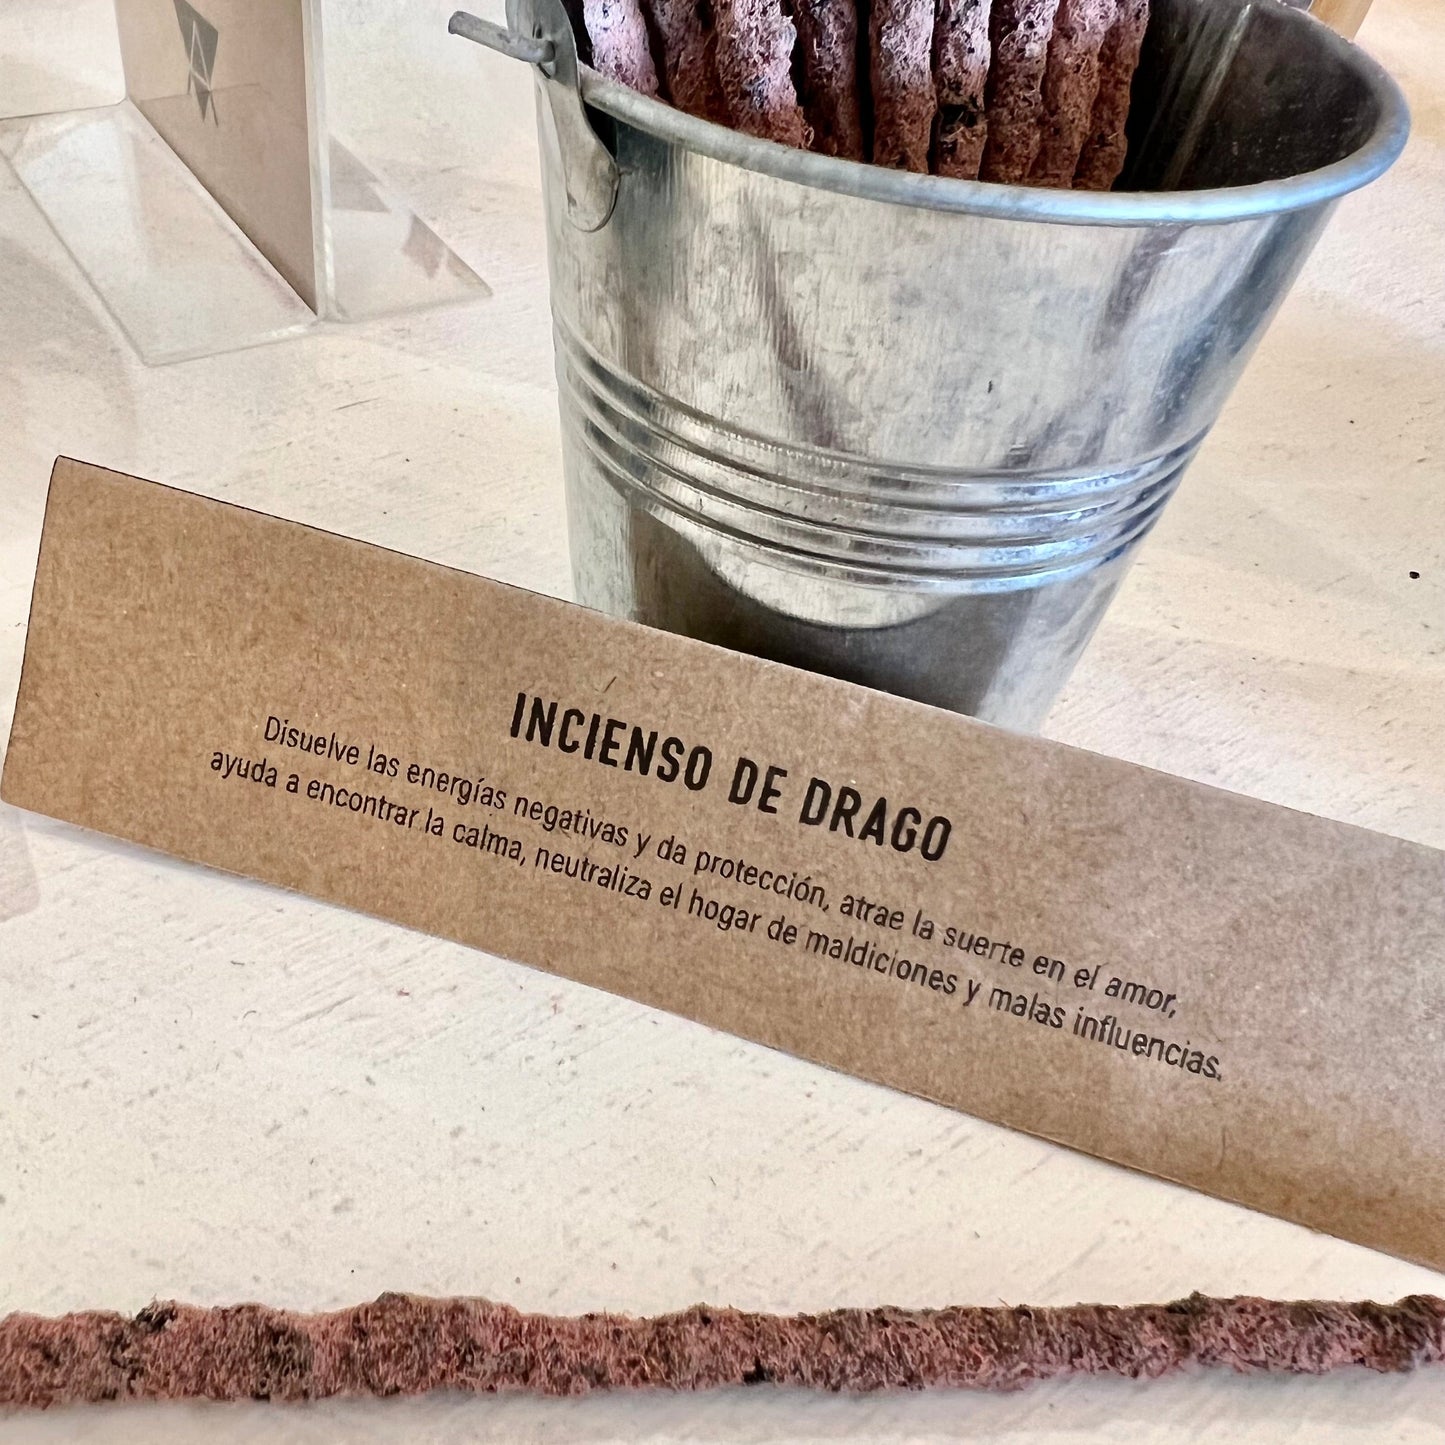 INCIENSO DE DRAGO
Disuelve las energías negativas y da protección, atrae la suerte en el amor,
ayuda a encontrar la calma, neutraliza el hogar de maldiciones y malas influencias.